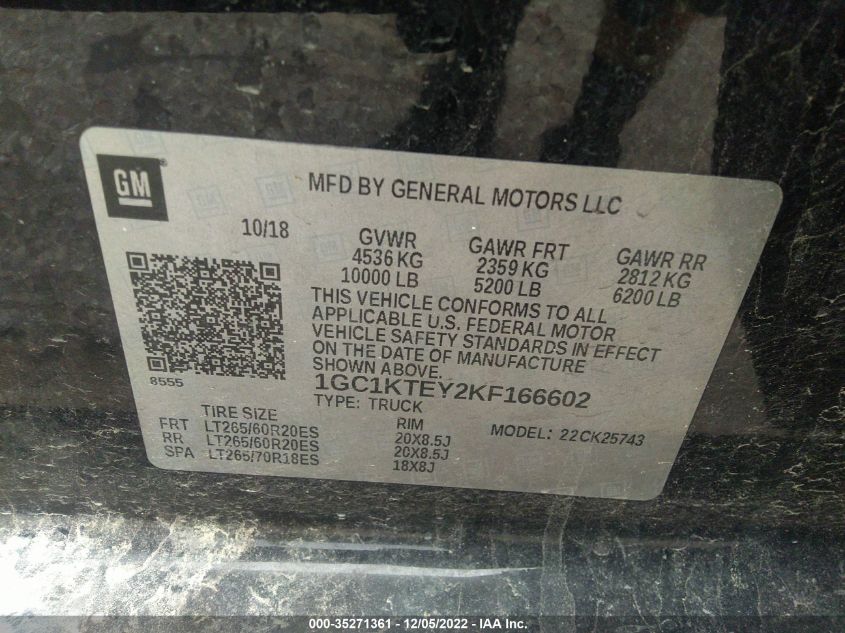 GM ®
MFD BY GENERAL MOTORS LLC
10/18
GVWR
4536 KG
10000 LB
GAWR FRT
2359 KG
5200 LB
GAWR RR
2812 KG
6200 LB
THIS VEHICLE CONFORMS TO ALL
APPLICABLE U.S. FEDERAL MOTOR
VEHICLE SAFETY STANDARDS IN EFFECT
ON THE DATE OF MANUFACTURE
SHOWN ABOVE.
8555
1GC1KTEY2KF166602
TYPE: TRUCK
TIRE SIZE RIM
FRT LT265/60R20ES 20X8.5J
RR LT265/60R20ES 20X8.5J
SPA LT265/70R18ES 18X8J
MODEL: 22CK25743
000-35271361 - 12/05/2022 - IAA Inc.